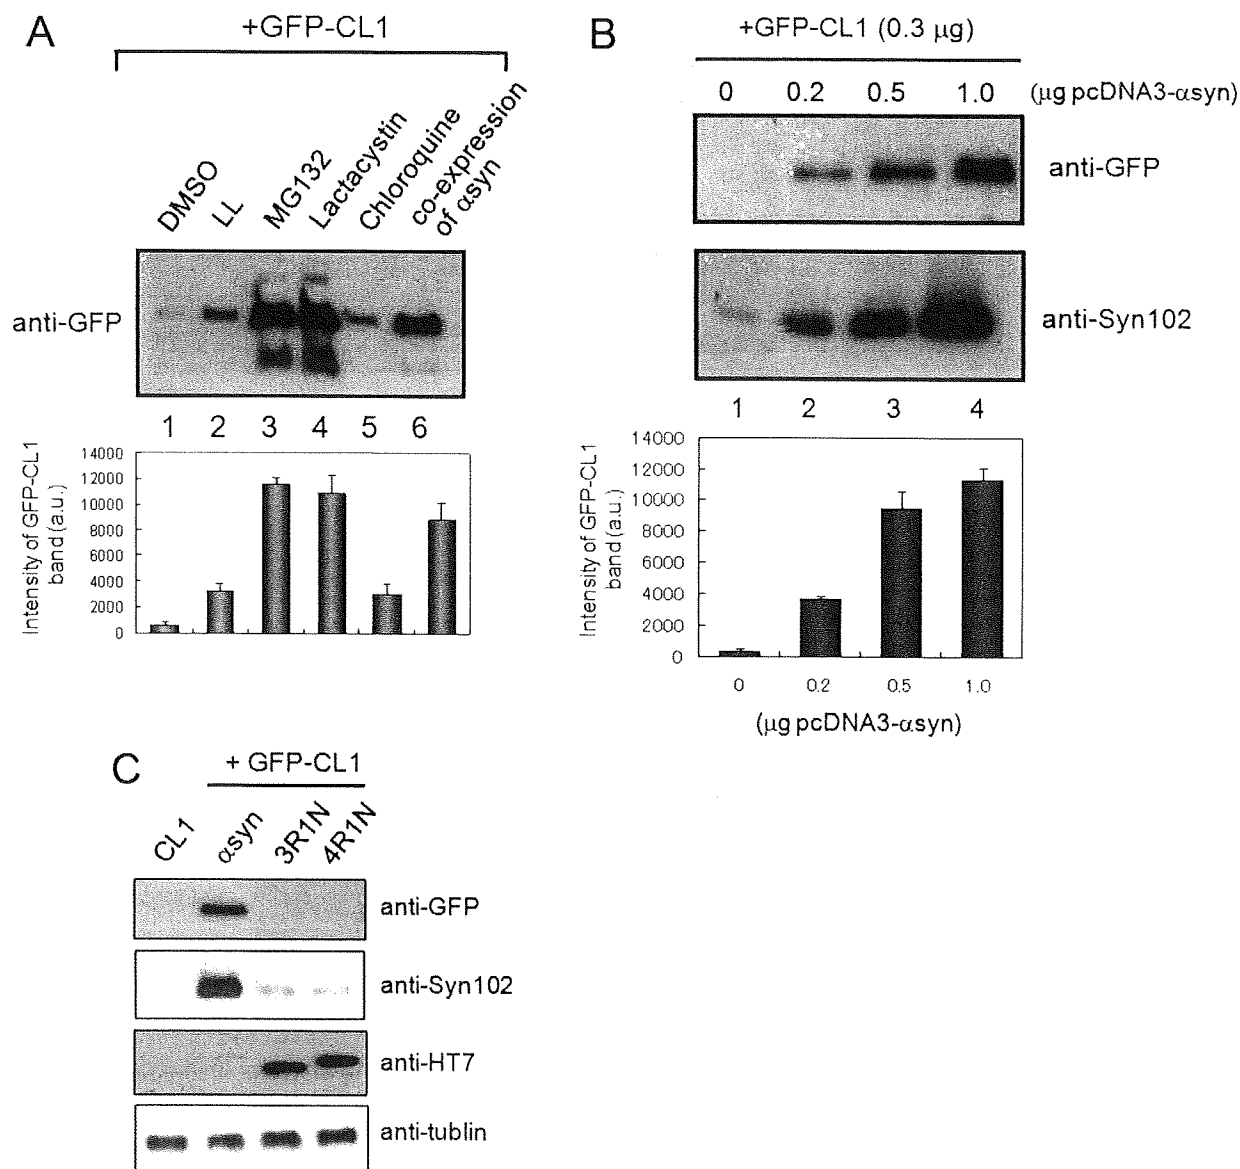 A
+GFP-CL1
DMSO
LL
MG132
Lactacystin
Chloroquine
co-expression
of αsyn
anti-GFP
1 2 3 4 5 6
Intensity of GFP-CL1
band (a.u.)
14000
12000
10000
8000
6000
4000
2000
0
B
+GFP-CL1 (0.3 μg)
0 0.2 0.5 1.0 (μg pcDNA3-αsyn)
anti-GFP
anti-Syn102
1 2 3 4
Intensity of GFP-CL1
band (a.u.)
14000
12000
10000
8000
6000
4000
2000
0
0 0.2 0.5 1.0
(μg pcDNA3-αsyn)
C
+ GFP-CL1
CL1
αsyn
3R1N
4R1N
anti-GFP
anti-Syn102
anti-HT7
anti-tublin